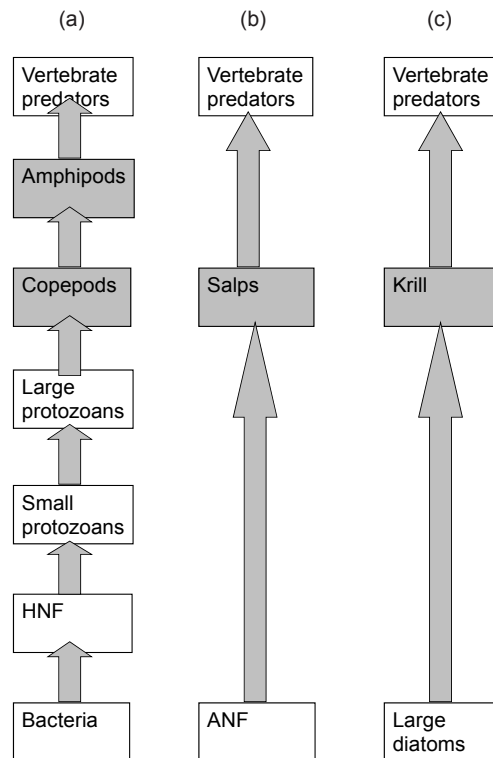 (a)
(b)
(c)
Vertebrate
predators
Vertebrate
predators
Vertebrate
predators
Amphipods
Copepods
Salps
Krill
Large
protozoans
Small
protozoans
HNF
Bacteria
ANF
Large
diatoms